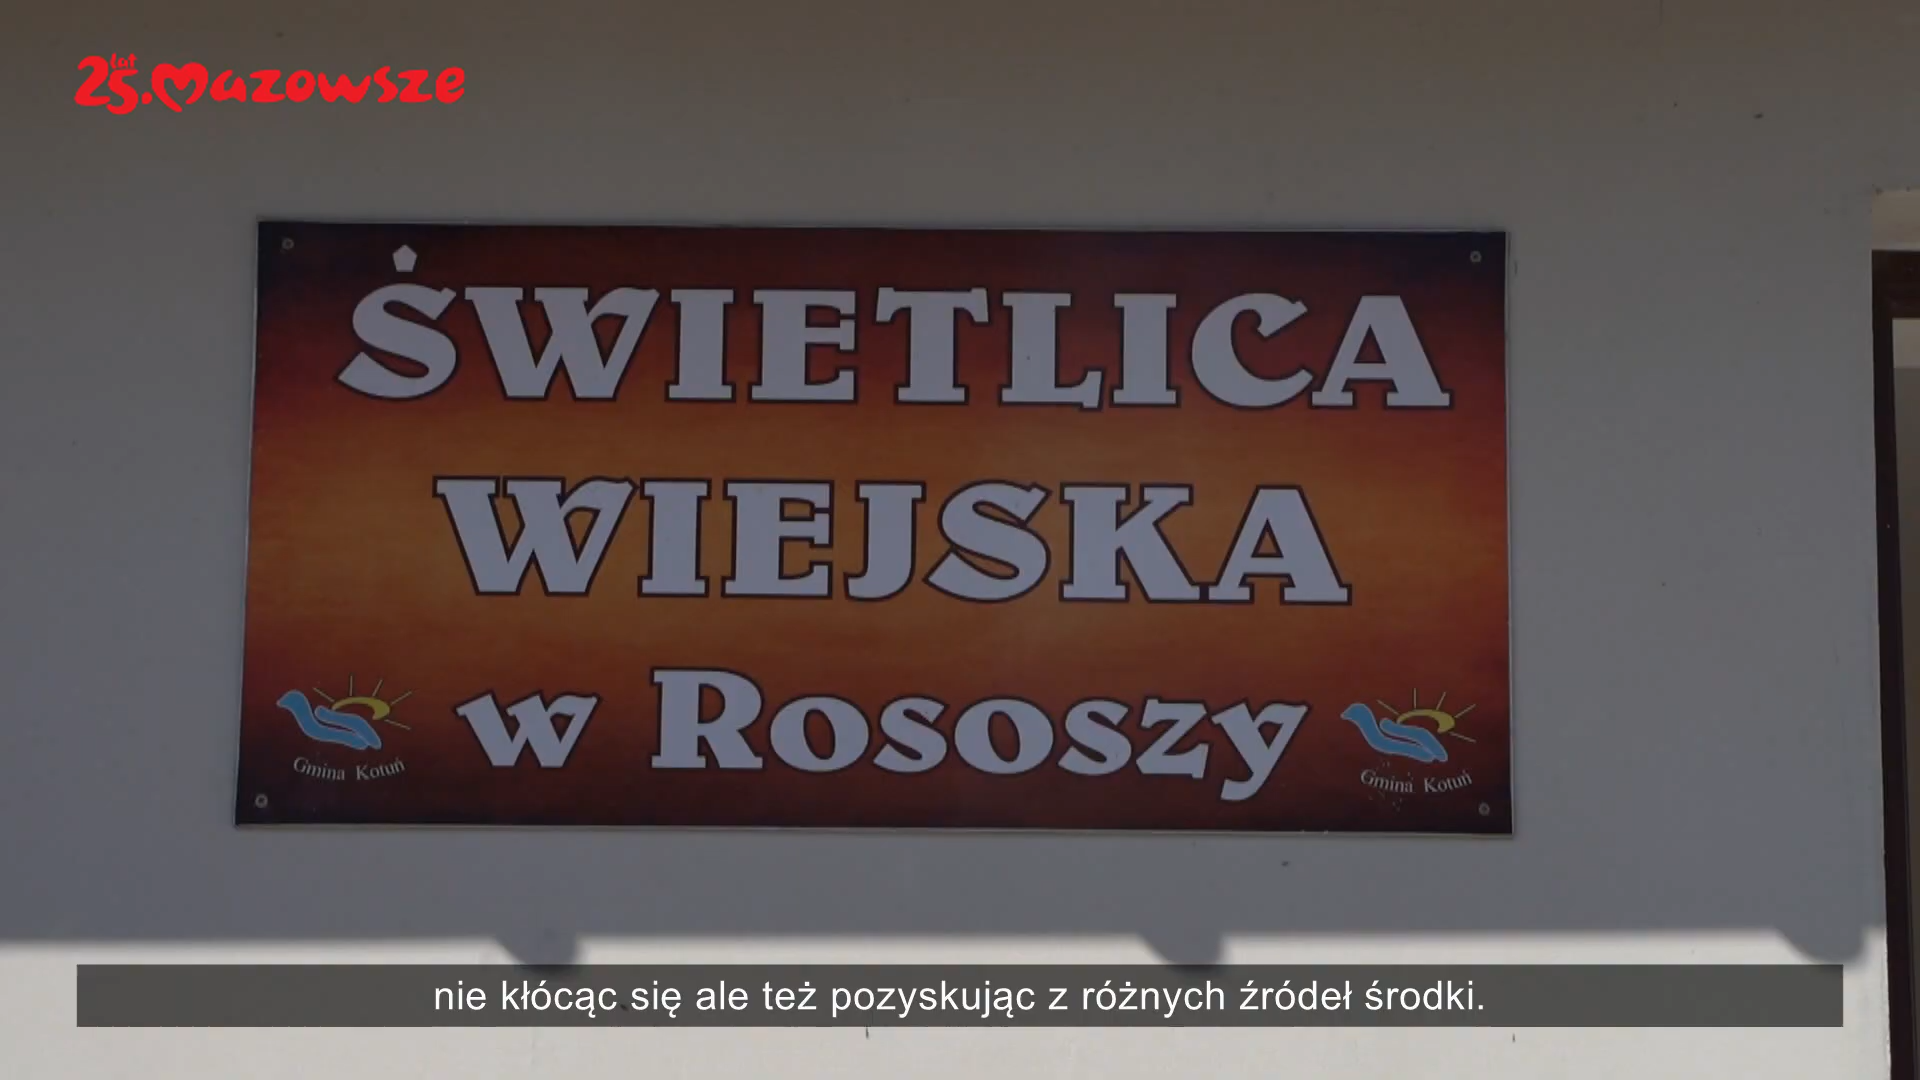 25 lat Mazowsze
ŚWIETLICA
WIEJSKA
w Rososzy
Gmina Kotuń
Gmina Kotuń
nie kłócąc się ale też pozyskując z różnych źródeł środki.